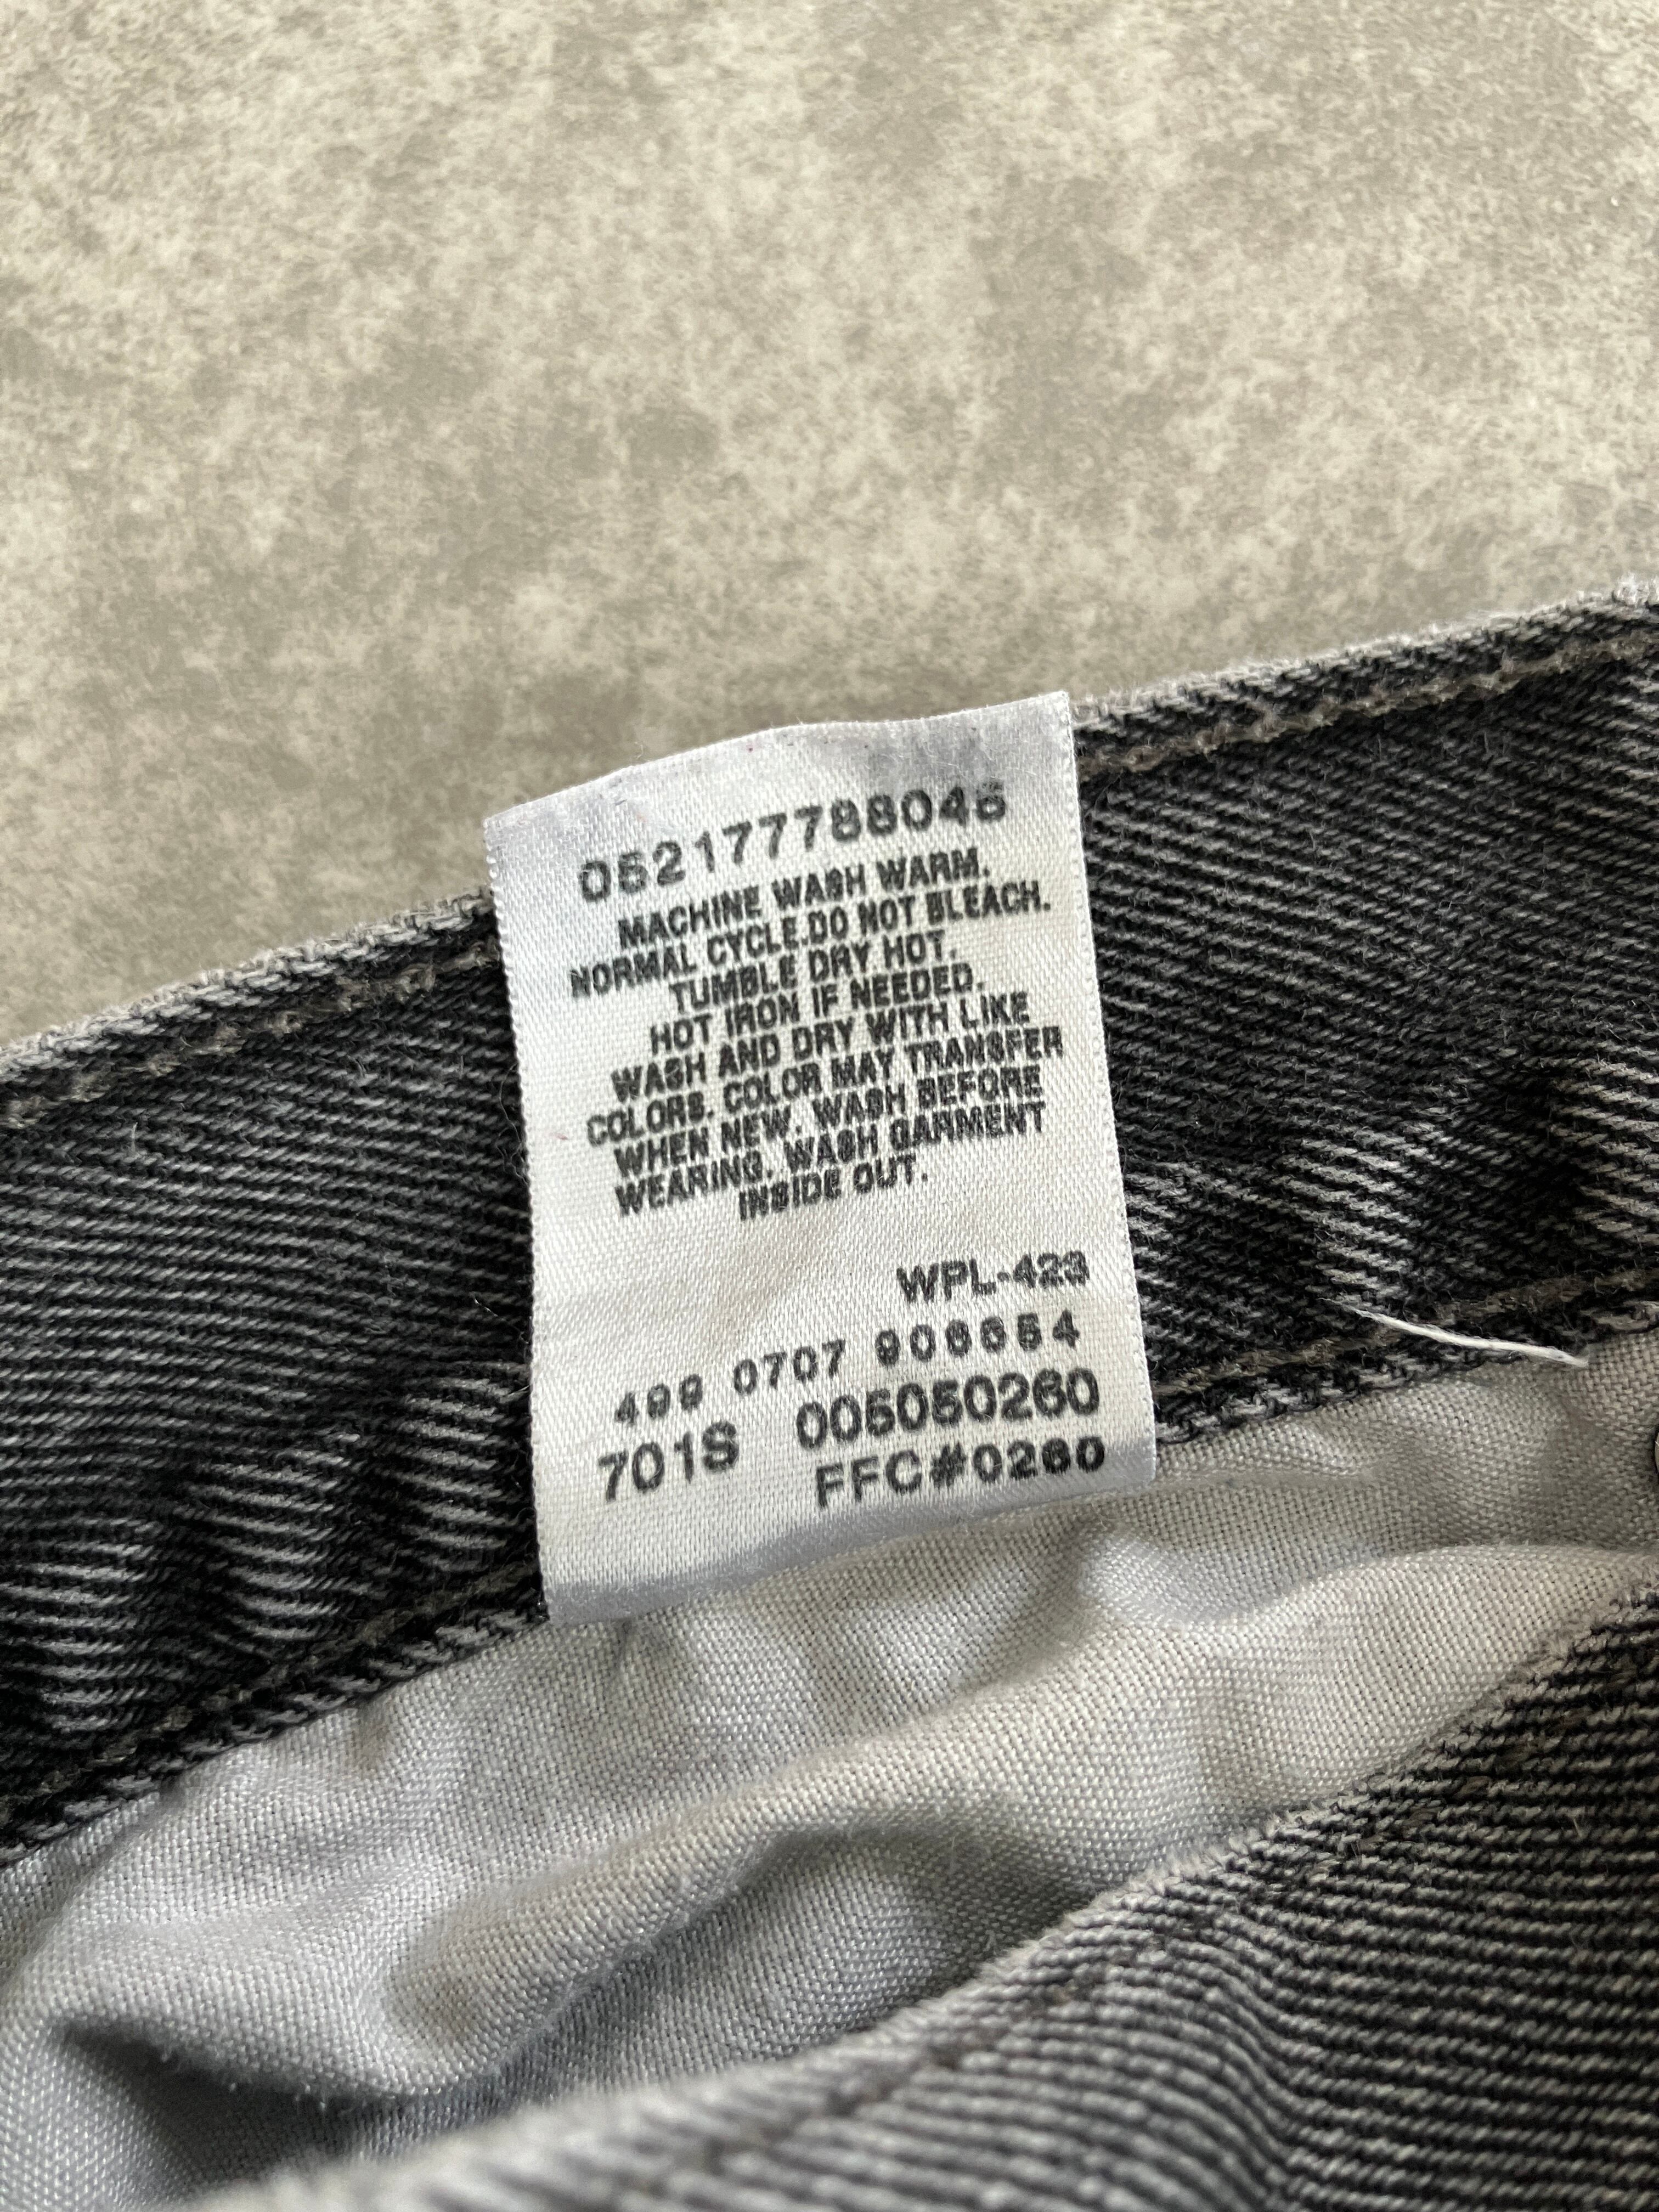 052177788046
MACHINE WASH WARM.
NORMAL CYCLE.DO NOT BLEACH.
TUMBLE DRY HOT.
HOT IRON IF NEEDED.
WASH AND DRY WITH LIKE
COLORS. COLOR MAY TRANSFER
WHEN NEW. WASH BEFORE
WEARING. WASH GARMENT
INSIDE OUT.
WPL-423
499 0707 906654
701S 005050260
FFC#0260